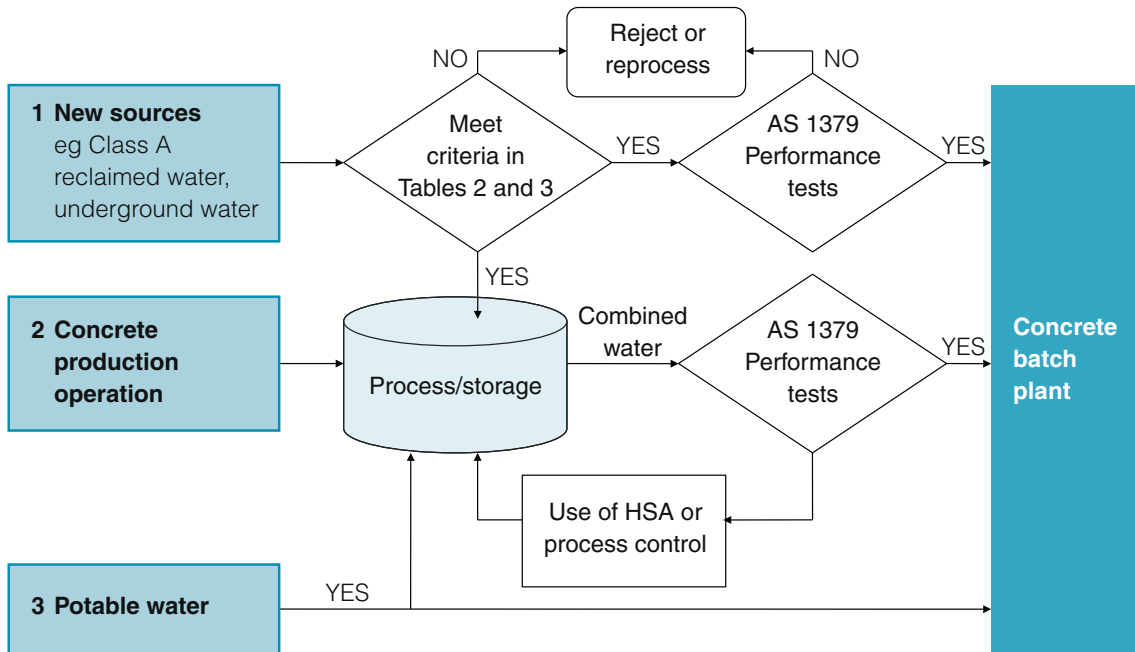 Reject or
reprocess
NO
NO
1 New sources
eg Class A
reclaimed water,
underground water
Meet
criteria in
Tables 2 and 3
YES
AS 1379
Performance
tests
YES
YES
2 Concrete
production
operation
Process/storage
Combined
water
AS 1379
Performance
tests
YES
Concrete
batch
plant
Use of HSA or
process control
3 Potable water
YES